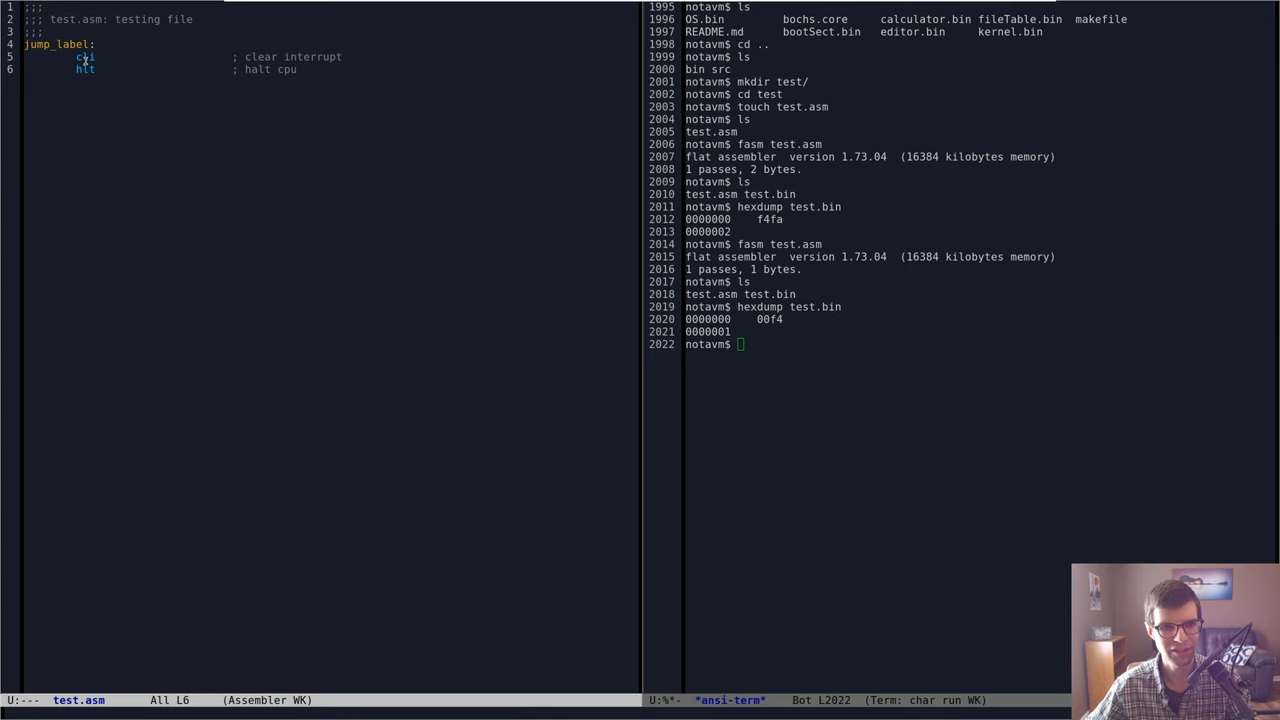 1 ;;;
2 ;;; test.asm: testing file
3 ;;;
4 jump_label:
5 cli ; clear interrupt
6 hlt ; halt cpu
U:--- test.asm All L6 (Assembler WK)
1995 notavm$ ls
1996 OS.bin bochs.core calculator.bin fileTable.bin makefile
1997 README.md bootSect.bin editor.bin kernel.bin
1998 notavm$ cd ..
1999 notavm$ ls
2000 bin src
2001 notavm$ mkdir test/
2002 notavm$ cd test
2003 notavm$ touch test.asm
2004 notavm$ ls
2005 test.asm
2006 notavm$ fasm test.asm
2007 flat assembler version 1.73.04 (16384 kilobytes memory)
2008 1 passes, 2 bytes.
2009 notavm$ ls
2010 test.asm test.bin
2011 notavm$ hexdump test.bin
2012 0000000 f4fa
2013 0000002
2014 notavm$ fasm test.asm
2015 flat assembler version 1.73.04 (16384 kilobytes memory)
2016 1 passes, 1 bytes.
2017 notavm$ ls
2018 test.asm test.bin
2019 notavm$ hexdump test.bin
2020 0000000 00f4
2021 0000001
2022 notavm$
U:%*- *ansi-term* Bot L2022 (Term: char run WK)